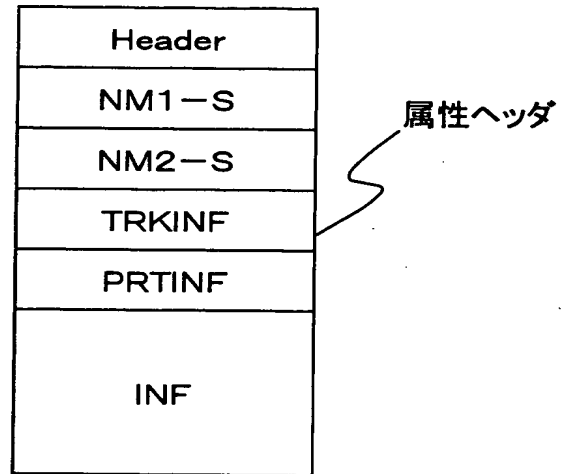 Header
NM1-S
属性ヘッダ
NM2-S
TRKINF
PRTINF
INF